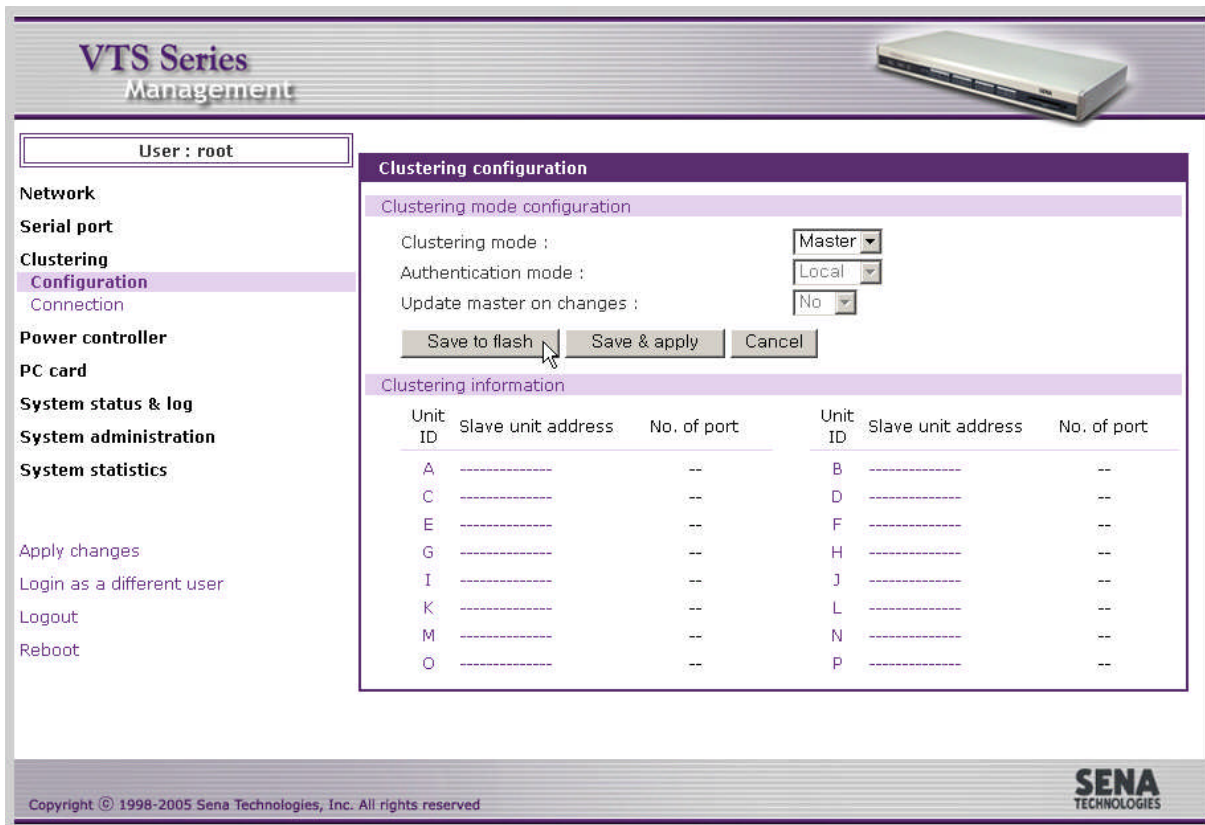 VTS Series
Management
User : root
Network
Serial port
Clustering
Configuration
Connection
Power controller
PC card
System status & log
System administration
System statistics
Apply changes
Login as a different user
Logout
Reboot
Clustering configuration
Clustering mode configuration
Clustering mode : Master
Authentication mode : Local
Update master on changes : No
Save to flash Save & apply Cancel
Clustering information
Unit ID Slave unit address No. of port Unit ID Slave unit address No. of port
A -------------- -- B -------------- --
C -------------- -- D -------------- --
E -------------- -- F -------------- --
G -------------- -- H -------------- --
I -------------- -- J -------------- --
K -------------- -- L -------------- --
M -------------- -- N -------------- --
O -------------- -- P -------------- --
Copyright © 1998-2005 Sena Technologies, Inc. All rights reserved
SENA
TECHNOLOGIES